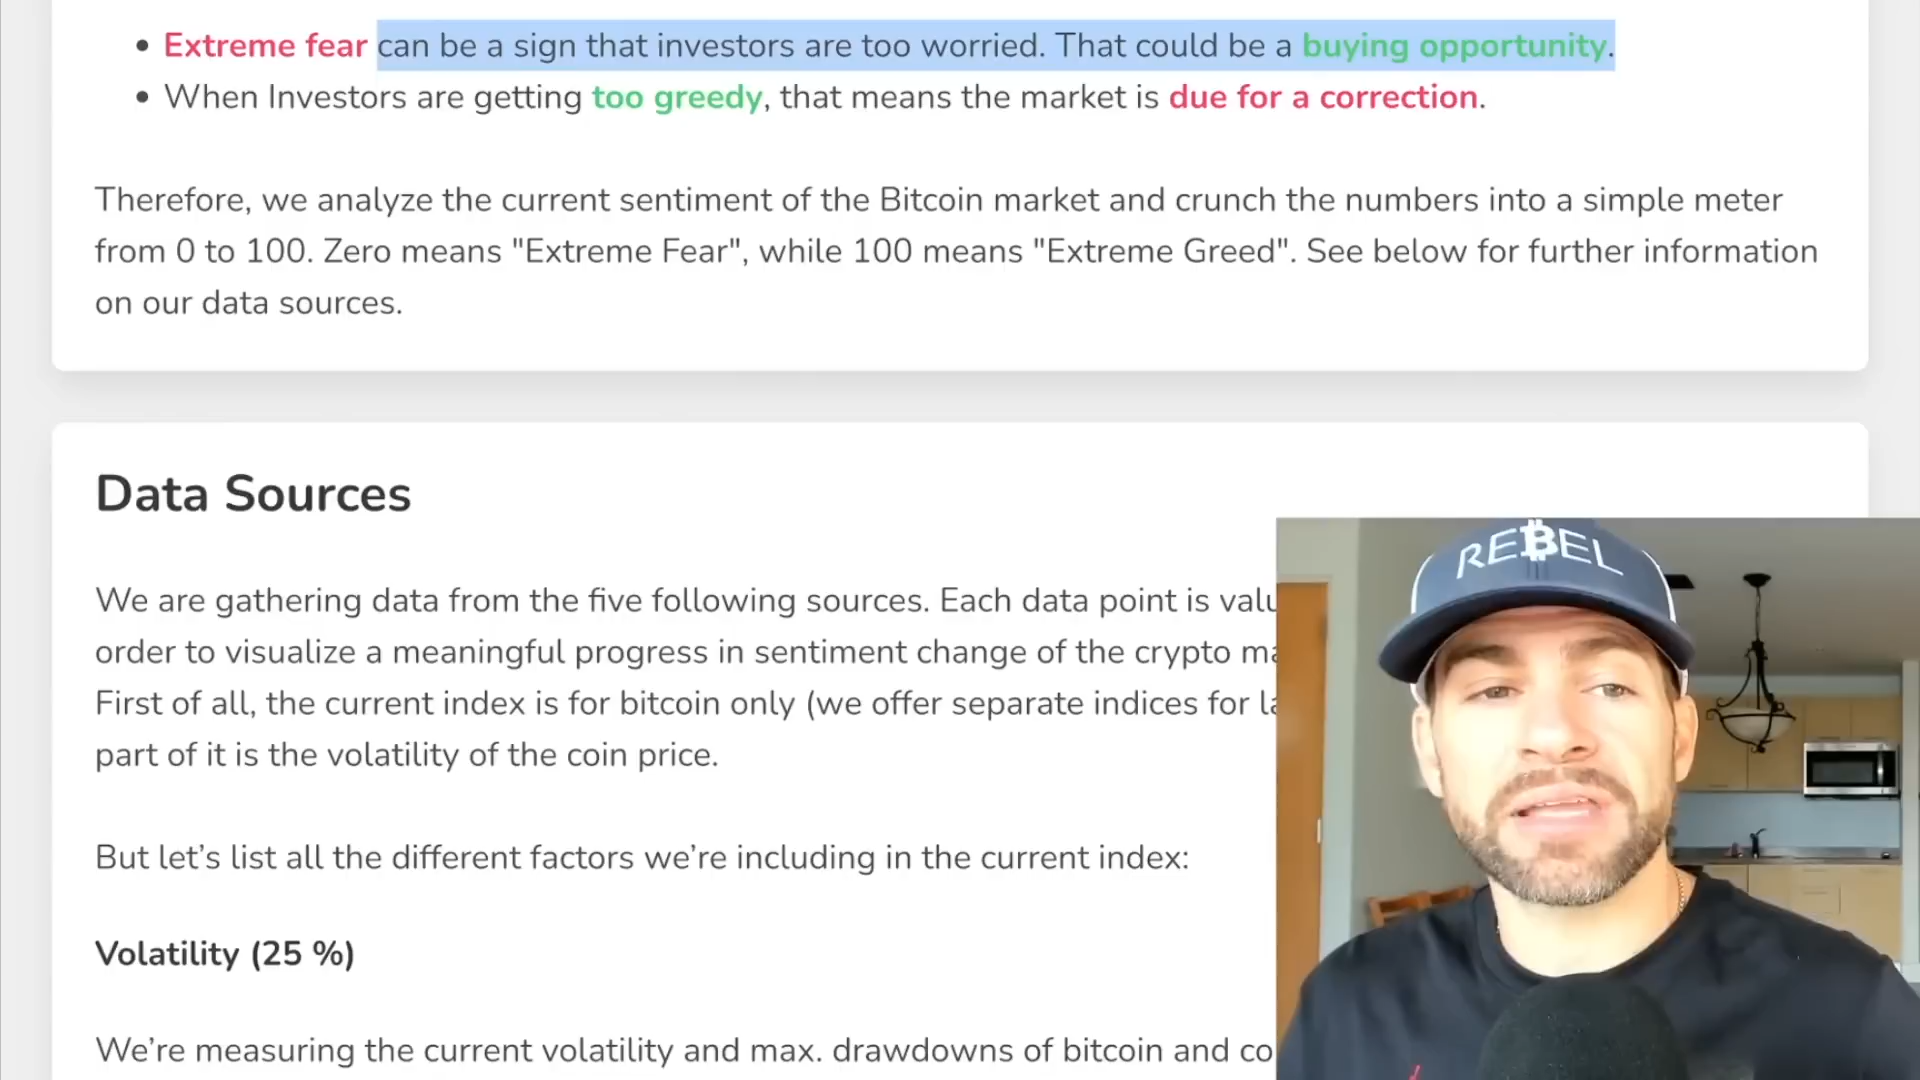 Extreme fear can be a sign that investors are too worried. That could be a buying opportunity.
When Investors are getting too greedy, that means the market is due for a correction.
Therefore, we analyze the current sentiment of the Bitcoin market and crunch the numbers into a simple meter
from 0 to 100. Zero means "Extreme Fear", while 100 means "Extreme Greed". See below for further information
on our data sources.
Data Sources
We are gathering data from the five following sources. Each data point is valu
order to visualize a meaningful progress in sentiment change of the crypto ma
First of all, the current index is for bitcoin only (we offer separate indices for la
part of it is the volatility of the coin price.
But let’s list all the different factors we’re including in the current index:
Volatility (25 %)
We’re measuring the current volatility and max. drawdowns of bitcoin and co
RE₿EL